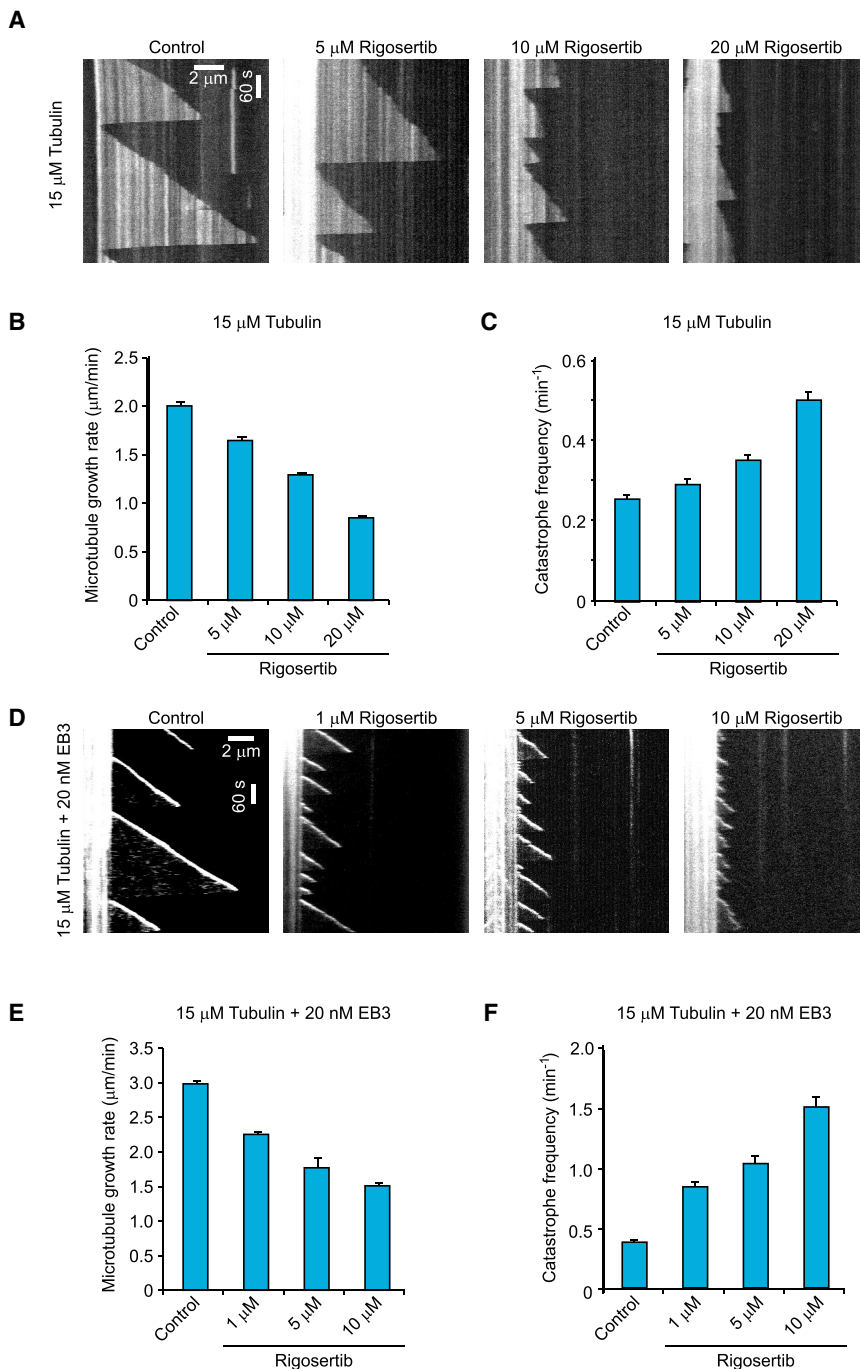 A
Control
5 μM Rigosertib
10 μM Rigosertib
20 μM Rigosertib
15 μM Tubulin
2 μm
60 s
B
15 μM Tubulin
Microtubule growth rate (μm/min)
2.5
2.0
1.5
1.0
0.5
0
Control
5 μM
10 μM
20 μM
Rigosertib
C
15 μM Tubulin
Catastrophe frequency (min-1)
0.6
0.4
0.2
0
Control
5 μM
10 μM
20 μM
Rigosertib
D
Control
1 μM Rigosertib
5 μM Rigosertib
10 μM Rigosertib
15 μM Tubulin + 20 nM EB3
2 μm
60 s
E
15 μM Tubulin + 20 nM EB3
Microtubule growth rate (μm/min)
3.5
3.0
2.5
2.0
1.5
1.0
0.5
0
Control
1 μM
5 μM
10 μM
Rigosertib
F
15 μM Tubulin + 20 nM EB3
Catastrophe frequency (min-1)
2.0
1.5
1.0
0.5
0
Control
1 μM
5 μM
10 μM
Rigosertib